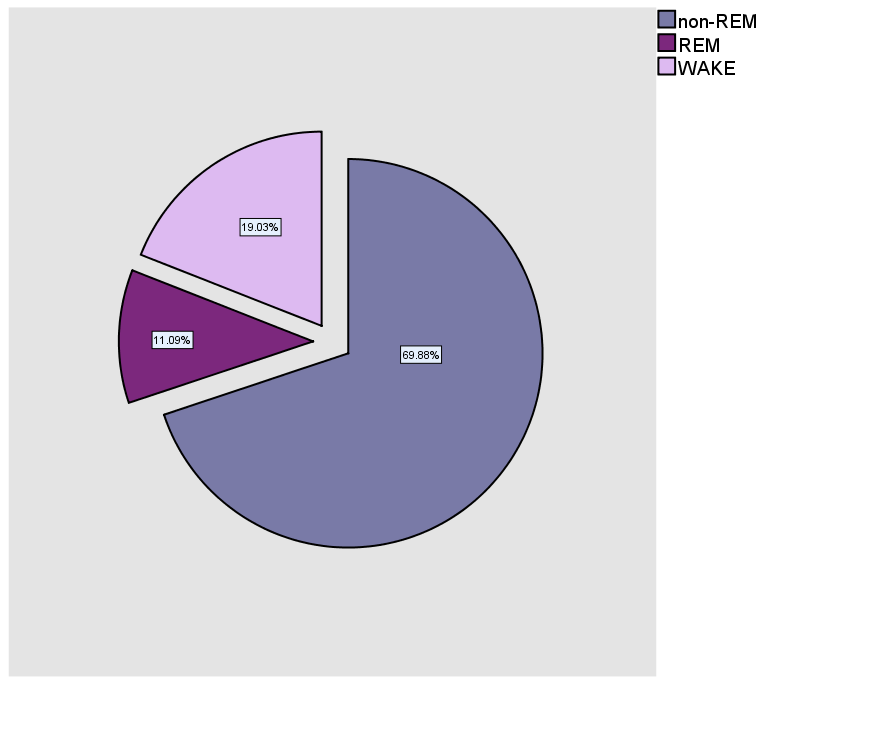 non-REM
REM
WAKE
19.03%
11.09%
69.88%